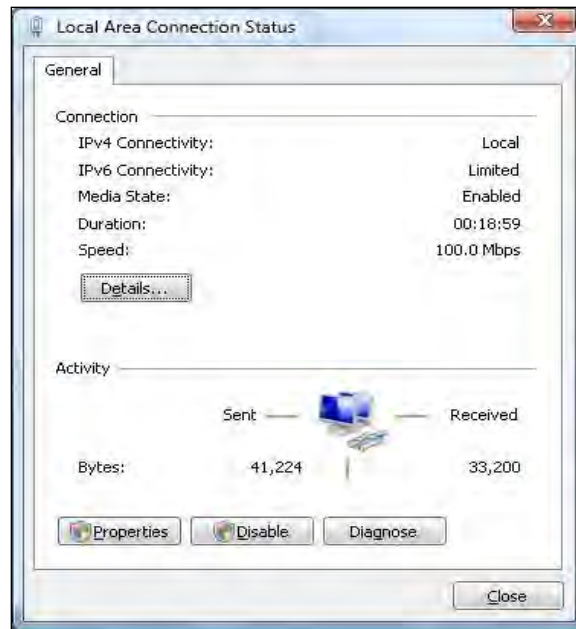 Local Area Connection Status
General
Connection
IPv4 Connectivity: Local
IPv6 Connectivity: Limited
Media State: Enabled
Duration: 00:18:59
Speed: 100.0 Mbps
Details...
Activity
Sent Received
Bytes: 41,224 33,200
Properties Disable Diagnose
Close